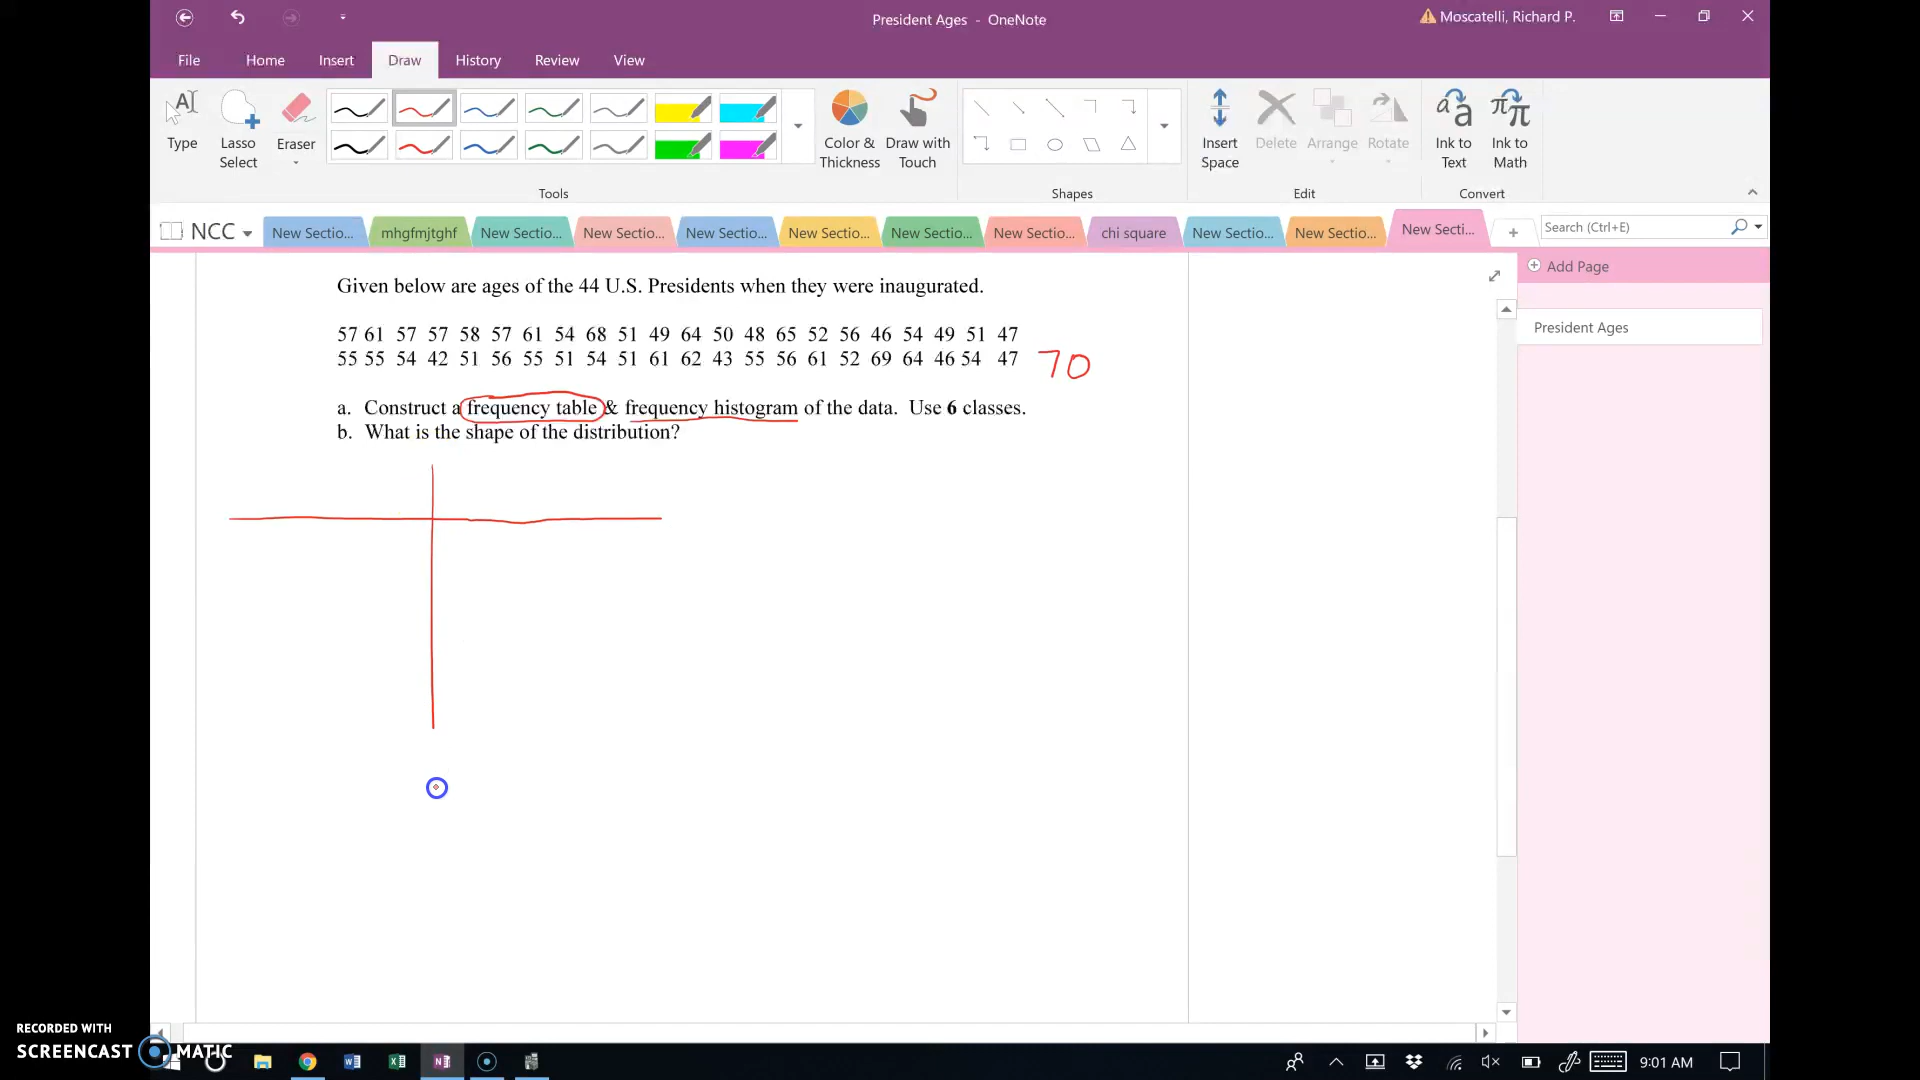 President Ages - OneNote
Moscatelli, Richard P.
File Home Insert Draw History Review View
Type
Lasso Select
Eraser
Color & Thickness
Draw with Touch
Insert Space
Delete
Arrange
Rotate
Ink to Text
Ink to Math
Tools Shapes Edit Convert
NCC New Sectio... mhgfmjtghf New Sectio... New Sectio... New Sectio... New Sectio... New Sectio... New Sectio... chi square New Sectio... New Sectio... New Secti... Search (Ctrl+E)
Add Page
President Ages
Given below are ages of the 44 U.S. Presidents when they were inaugurated.
57 61 57 57 58 57 61 54 68 51 49 64 50 48 65 52 56 46 54 49 51 47
55 55 54 42 51 56 55 51 54 51 61 62 43 55 56 61 52 69 64 46 54 47 70
a. Construct a frequency table & frequency histogram of the data. Use 6 classes.
b. What is the shape of the distribution?
RECORDED WITH
SCREENCAST MATIC
9:01 AM